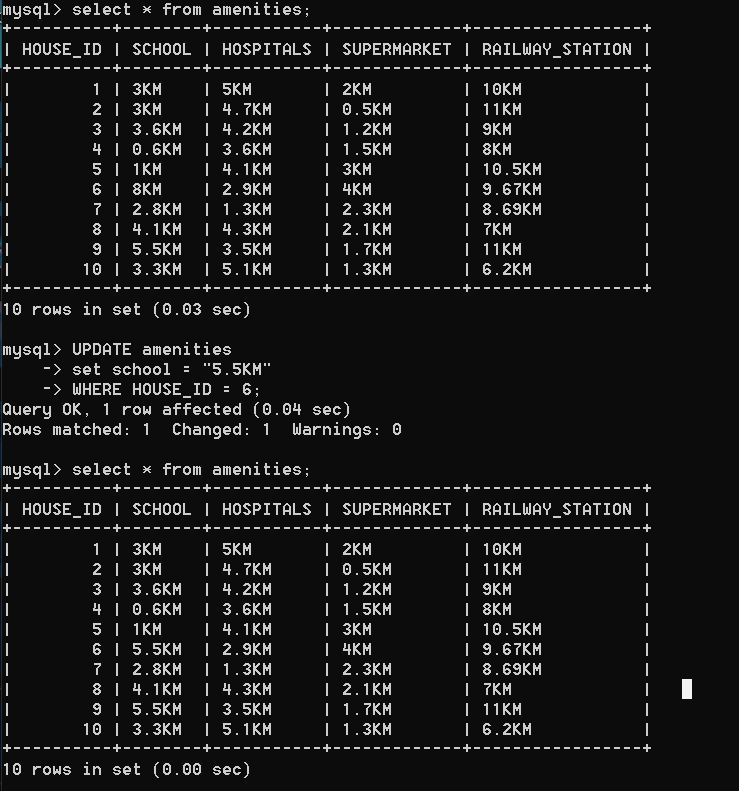 mysql> select * from amenities;
+----------+--------+-----------+-------------+-----------------+
| HOUSE_ID | SCHOOL | HOSPITALS | SUPERMARKET | RAILWAY_STATION |
+----------+--------+-----------+-------------+-----------------+
|        1 | 3KM    | 5KM       | 2KM         | 10KM            |
|        2 | 3KM    | 4.7KM     | 0.5KM       | 11KM            |
|        3 | 3.6KM  | 4.2KM     | 1.2KM       | 9KM             |
|        4 | 0.6KM  | 3.6KM     | 1.5KM       | 8KM             |
|        5 | 1KM    | 4.1KM     | 3KM         | 10.5KM          |
|        6 | 8KM    | 2.9KM     | 4KM         | 9.67KM          |
|        7 | 2.8KM  | 1.3KM     | 2.3KM       | 8.69KM          |
|        8 | 4.1KM  | 4.3KM     | 2.1KM       | 7KM             |
|        9 | 5.5KM  | 3.5KM     | 1.7KM       | 11KM            |
|       10 | 3.3KM  | 5.1KM     | 1.3KM       | 6.2KM           |
+----------+--------+-----------+-------------+-----------------+
10 rows in set (0.03 sec)
mysql> UPDATE amenities
    -> set school = "5.5KM"
    -> WHERE HOUSE_ID = 6;
Query OK, 1 row affected (0.04 sec)
Rows matched: 1  Changed: 1  Warnings: 0
mysql> select * from amenities;
+----------+--------+-----------+-------------+-----------------+
| HOUSE_ID | SCHOOL | HOSPITALS | SUPERMARKET | RAILWAY_STATION |
+----------+--------+-----------+-------------+-----------------+
|        1 | 3KM    | 5KM       | 2KM         | 10KM            |
|        2 | 3KM    | 4.7KM     | 0.5KM       | 11KM            |
|        3 | 3.6KM  | 4.2KM     | 1.2KM       | 9KM             |
|        4 | 0.6KM  | 3.6KM     | 1.5KM       | 8KM             |
|        5 | 1KM    | 4.1KM     | 3KM         | 10.5KM          |
|        6 | 5.5KM  | 2.9KM     | 4KM         | 9.67KM          |
|        7 | 2.8KM  | 1.3KM     | 2.3KM       | 8.69KM          |
|        8 | 4.1KM  | 4.3KM     | 2.1KM       | 7KM             |
|        9 | 5.5KM  | 3.5KM     | 1.7KM       | 11KM            |
|       10 | 3.3KM  | 5.1KM     | 1.3KM       | 6.2KM           |
+----------+--------+-----------+-------------+-----------------+
10 rows in set (0.00 sec)